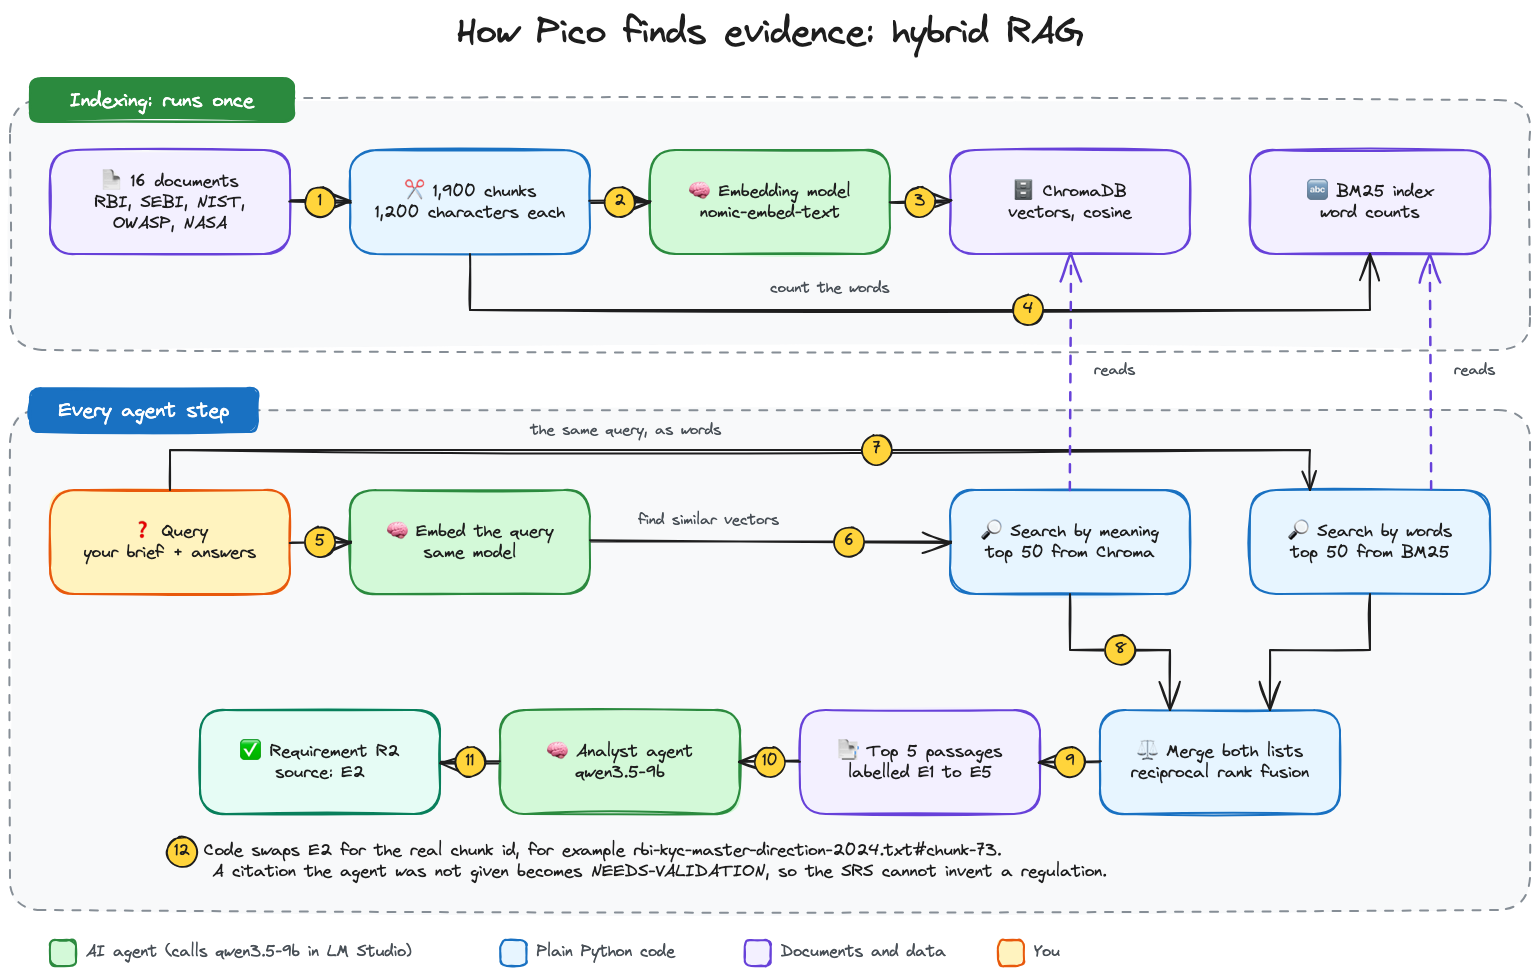 How Pico finds evidence: hybrid RAG
Indexing: runs once
16 documents
RBI, SEBI, NIST,
OWASP, NASA
1
1,900 chunks
1,200 characters each
2
Embedding model
nomic-embed-text
3
ChromaDB
vectors, cosine
abc
BM25 index
word counts
count the words
4
reads
reads
Every agent step
the same query, as words
7
Query
your brief + answers
5
Embed the query
same model
find similar vectors
6
Search by meaning
top 50 from Chroma
Search by words
top 50 from BM25
8
Requirement R2
source: E2
11
Analyst agent
qwen3.5-9b
10
Top 5 passages
labelled E1 to E5
9
Merge both lists
reciprocal rank fusion
12
Code swaps E2 for the real chunk id, for example rbi-kyc-master-direction-2024.txt#chunk-73.
A citation the agent was not given becomes NEEDS-VALIDATION, so the SRS cannot invent a regulation.
AI agent (calls qwen3.5-9b in LM Studio)
Plain Python code
Documents and data
You